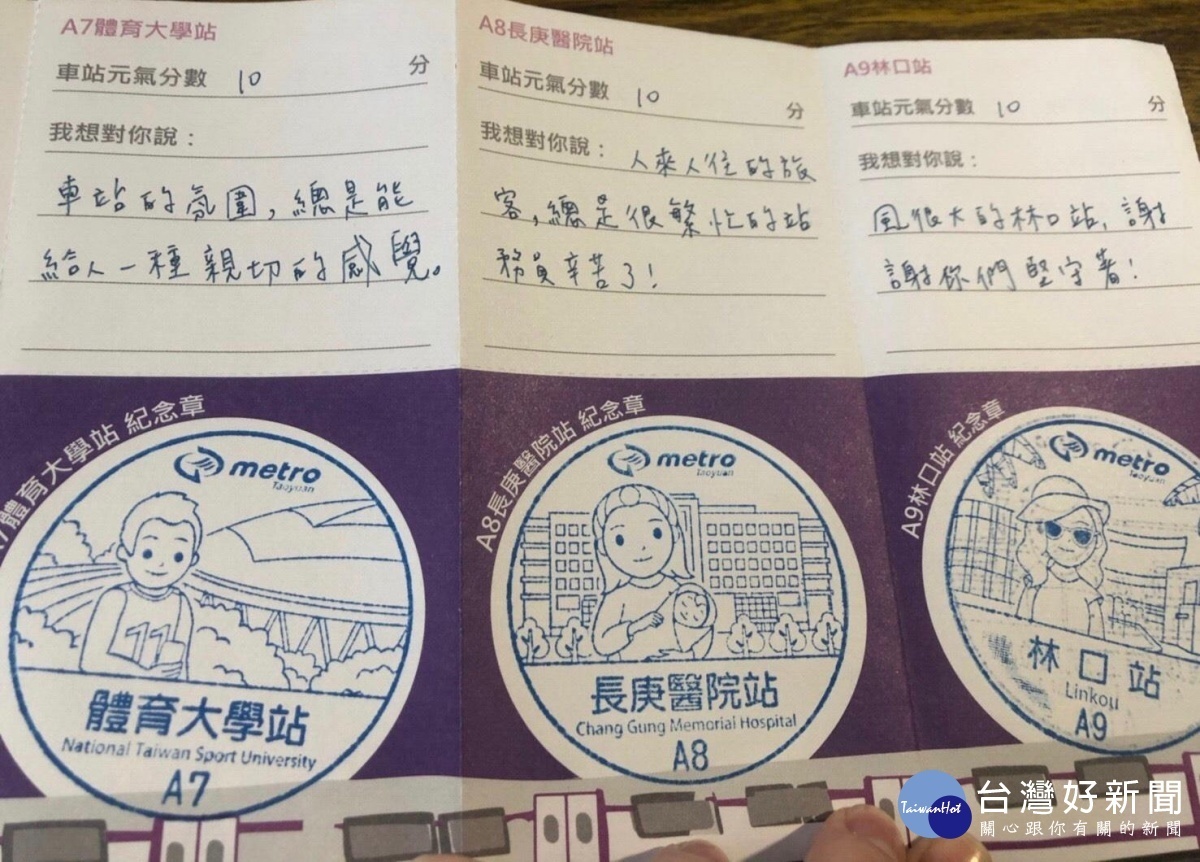 A7體育大學站
車站元氣分數 10 分
我想對你說：
車站的氛圍，總是能
給人一種親切的感覺。
A7體育大學站 紀念章
metro
Taoyuan
體育大學站
National Taiwan Sport University
A7
A8長庚醫院站
車站元氣分數 10 分
我想對你說：人來人往的旅
客，總是很繁忙的站
務員辛苦了！
A8長庚醫院站 紀念章
metro
Taoyuan
長庚醫院站
Chang Gung Memorial Hospital
A8
A9林口站
車站元氣分數 10 分
我想對你說：
風很大的林口站，謝
謝你們堅守著！
A9林口站 紀念章
metro
Taoyuan
林口站
Linkou
A9
TaiwanHot
台灣好新聞
關心跟你有關的新聞